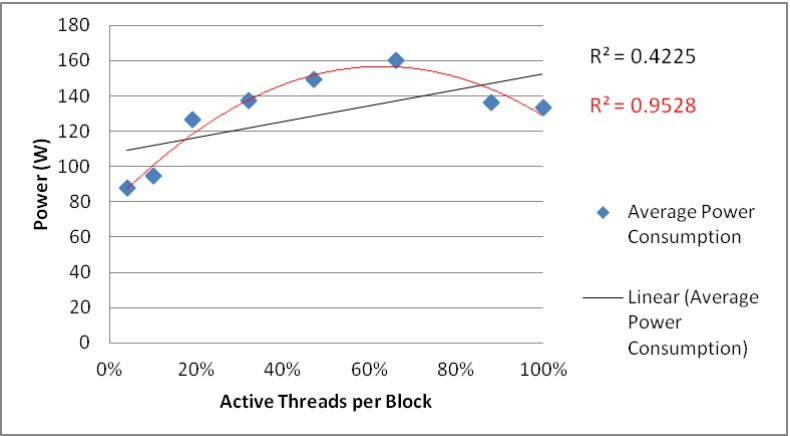 180
160
140
120
100
80
60
40
20
0
Power (W)
0%
20%
40%
60%
80%
100%
Active Threads per Block
R² = 0.4225
R² = 0.9528
Average Power
Consumption
Linear (Average
Power
Consumption)